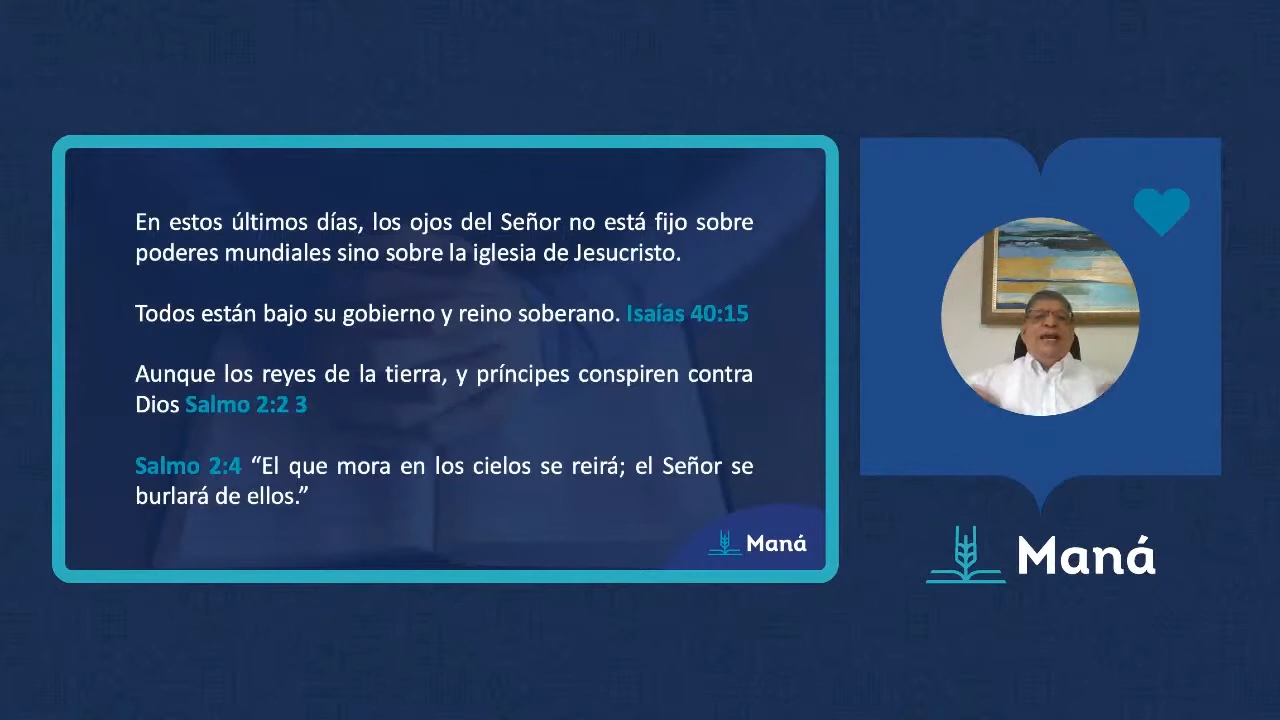 En estos últimos días, los ojos del Señor no está fijo sobre
poderes mundiales sino sobre la iglesia de Jesucristo.
Todos están bajo su gobierno y reino soberano. Isaías 40:15
Aunque los reyes de la tierra, y príncipes conspiren contra
Dios Salmo 2:2 3
Salmo 2:4 “El que mora en los cielos se reirá; el Señor se
burlará de ellos.”
Maná
Maná